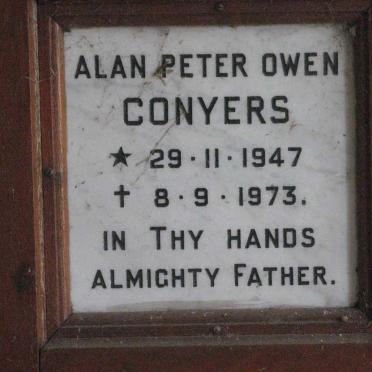 ALAN PETER OWEN
CONYERS
★ 29·11·1947
† 8·9·1973.
IN THY HANDS
ALMIGHTY FATHER.